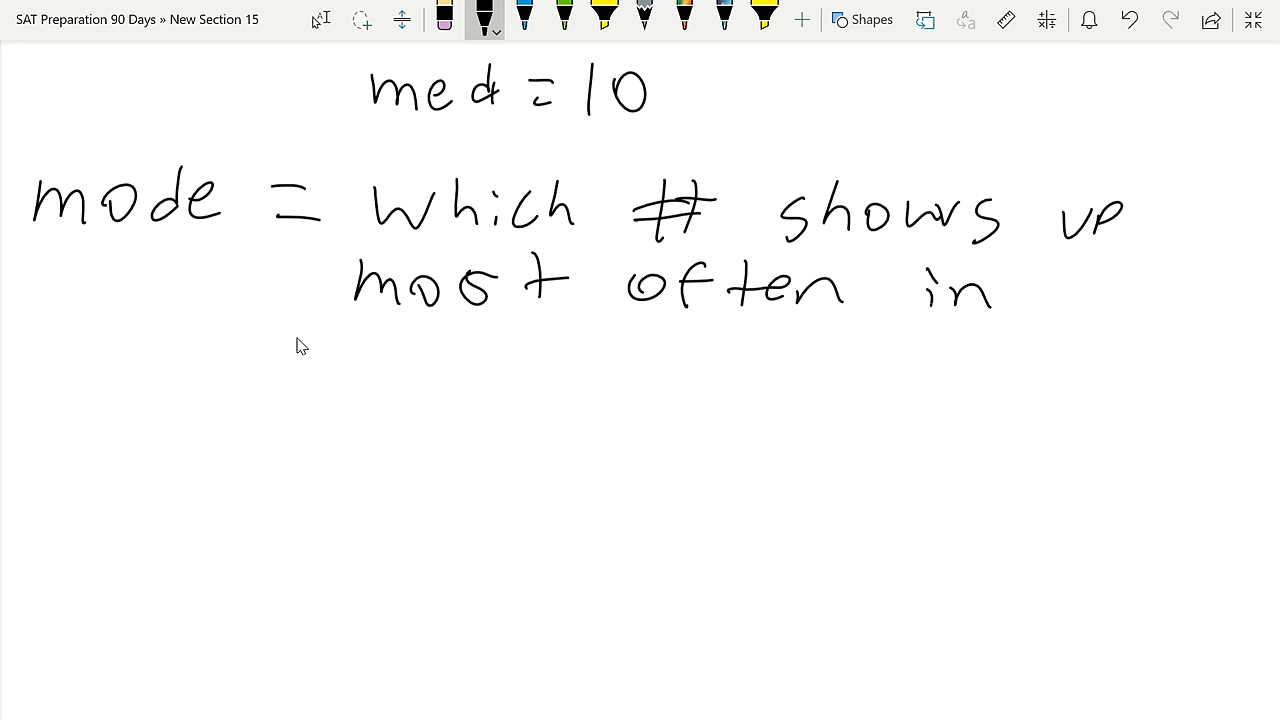 SAT Preparation 90 Days » New Section 15
Shapes
med = 10
mode = which # shows up
most often in